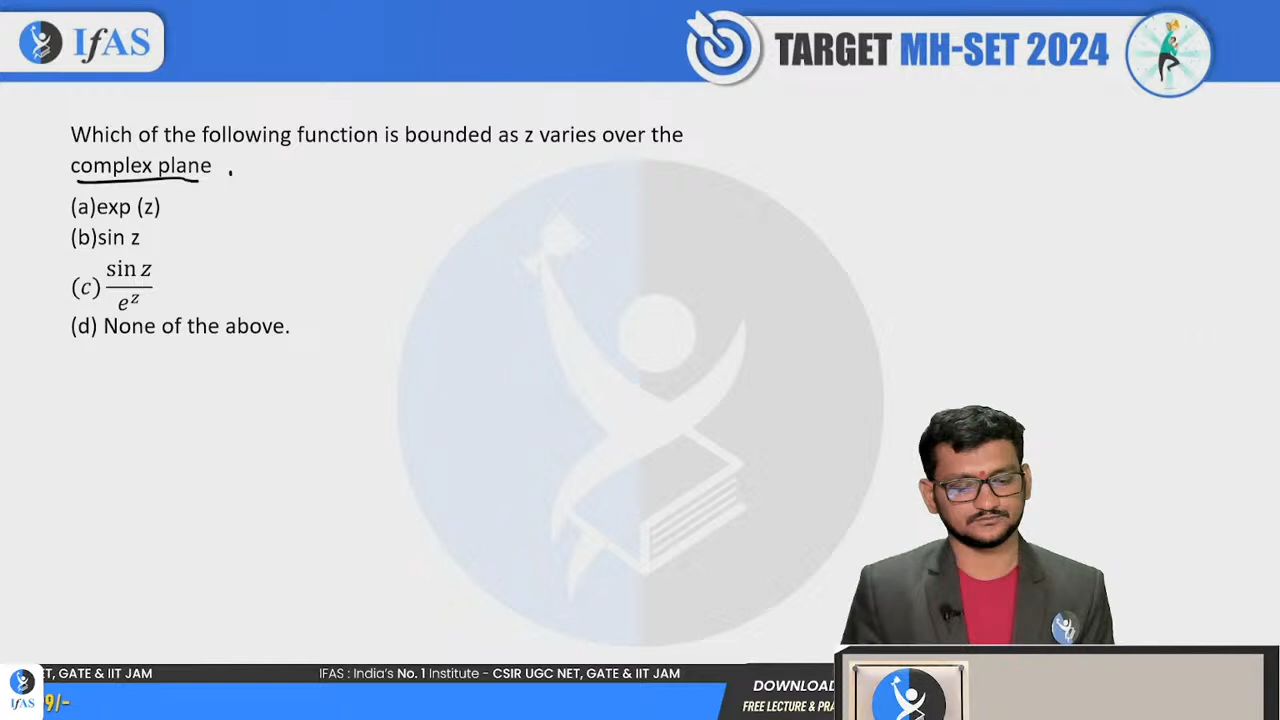 IfAS
TARGET MH-SET 2024
Which of the following function is bounded as z varies over the
complex plane .
(a)exp (z)
(b)sin z
(c) sin z / e^z
(d) None of the above.
ET, GATE & IIT JAM
IFAS : India's No. 1 Institute - CSIR UGC NET, GATE & IIT JAM
IfAS
9/-
DOWNLOAD
FREE LECTURE & PRA